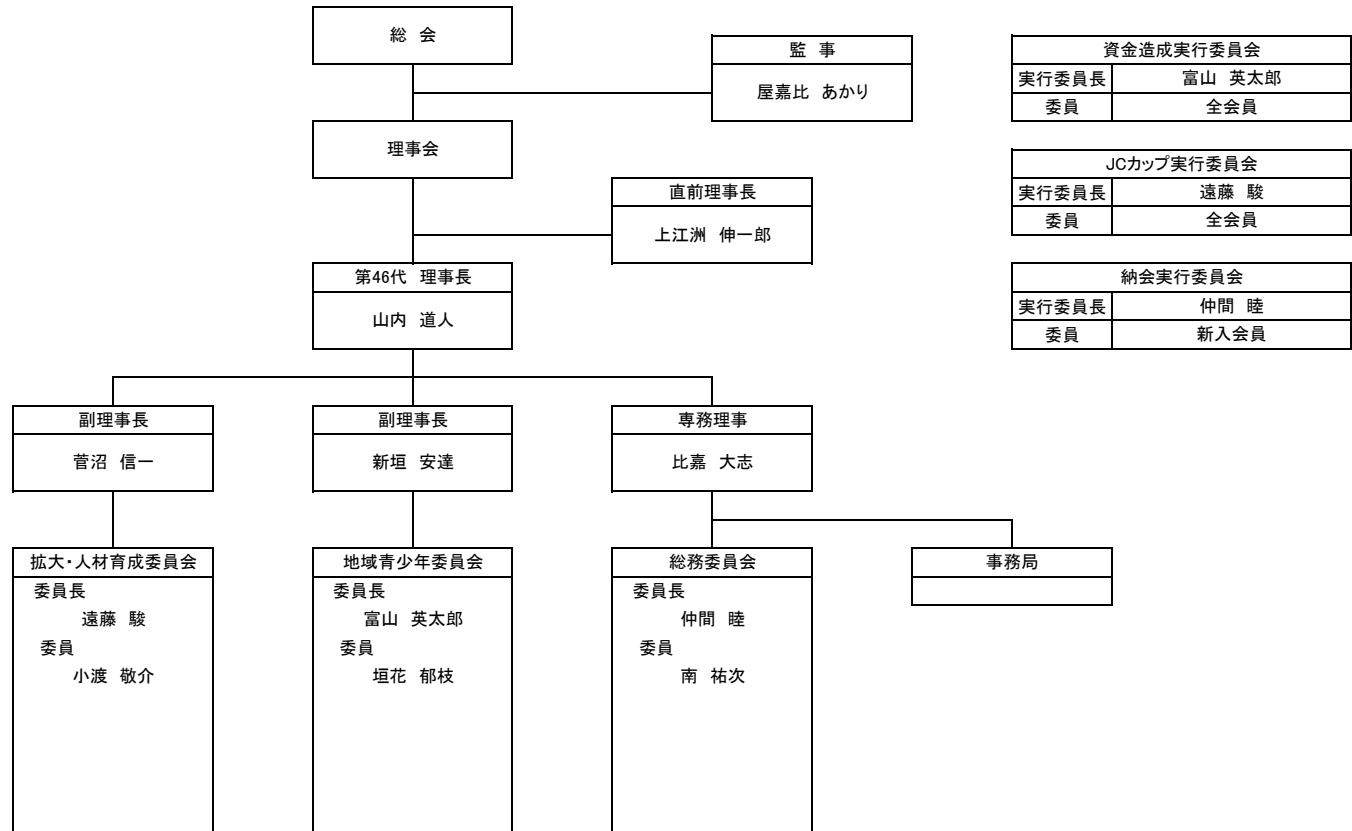 総 会
監 事
屋嘉比 あかり
理事会
直前理事長
上江洲 伸一郎
第46代 理事長
山内 道人
資金造成実行委員会
実行委員長 富山 英太郎
委員 全会員
JCカップ実行委員会
実行委員長 遠藤 駿
委員 全会員
納会実行委員会
実行委員長 仲間 睦
委員 新入会員
副理事長
菅沼 信一
副理事長
新垣 安達
専務理事
比嘉 大志
拡大・人材育成委員会
委員長
遠藤 駿
委員
小渡 敬介
地域青少年委員会
委員長
富山 英太郎
委員
垣花 郁枝
総務委員会
委員長
仲間 睦
委員
南 祐次
事務局